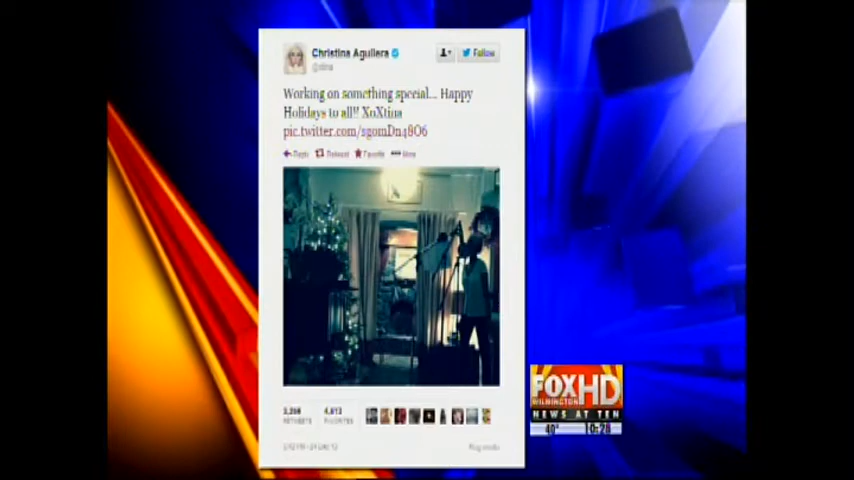 Christina Aguilera
Follow
Working on something special... Happy
Holidays to all!! XoXtina
pic.twitter.com/sgomDn48O6
Reply Retweet Favorite More
RETWEETS
FAVORITES
FOX HD
WILMINGTON
NEWS AT TEN
40° 10:28